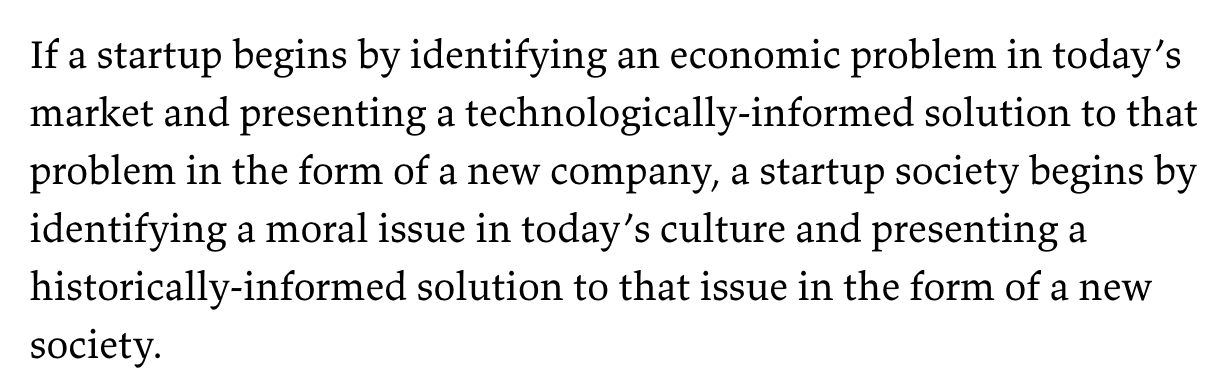 If a startup begins by identifying an economic problem in today’s
market and presenting a technologically-informed solution to that
problem in the form of a new company, a startup society begins by
identifying a moral issue in today’s culture and presenting a
historically-informed solution to that issue in the form of a new
society.